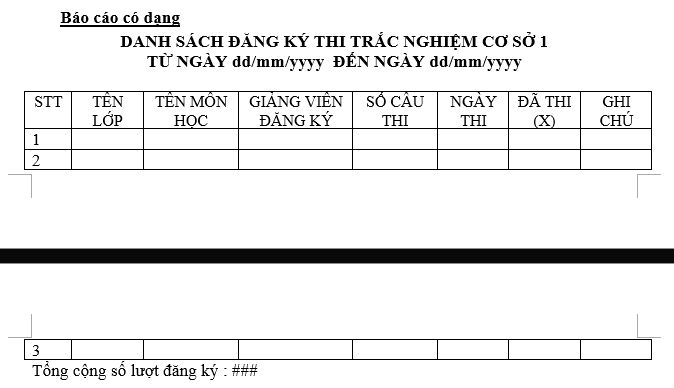 Báo cáo có dạng
DANH SÁCH ĐĂNG KÝ THI TRẮC NGHIỆM CƠ SỞ 1
TỪ NGÀY dd/mm/yyyy ĐẾN NGÀY dd/mm/yyyy
STT TÊN LỚP TÊN MÔN HỌC GIẢNG VIÊN ĐĂNG KÝ SỐ CÂU THI NGÀY THI ĐÃ THI (X) GHI CHÚ
1
2
3
Tổng cộng số lượt đăng ký : ###